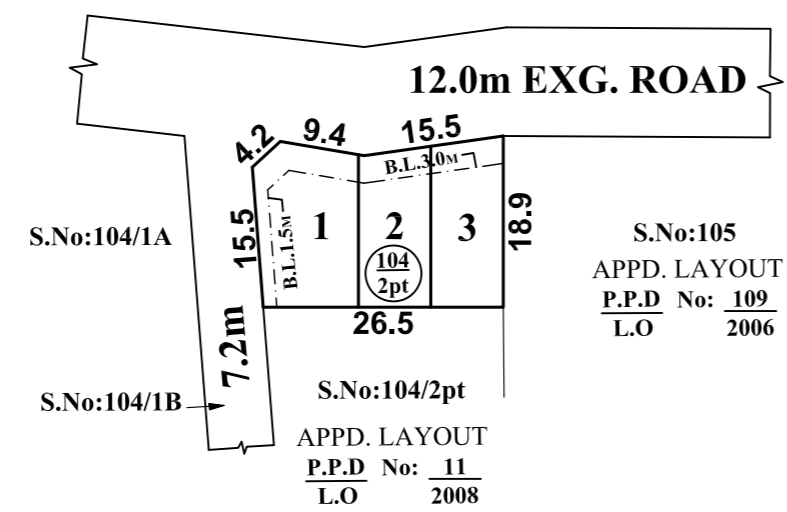 12.0m EXG. ROAD
4.2
9.4
15.5
B.L.3.0M
S.No:104/1A
15.5
B.L.1.5M
1
2
3
104
2pt
18.9
S.No:105
APPD. LAYOUT
P.P.D No: 109
L.O 2006
26.5
7.2m
S.No:104/1B
S.No:104/2pt
APPD. LAYOUT
P.P.D No: 11
L.O 2008